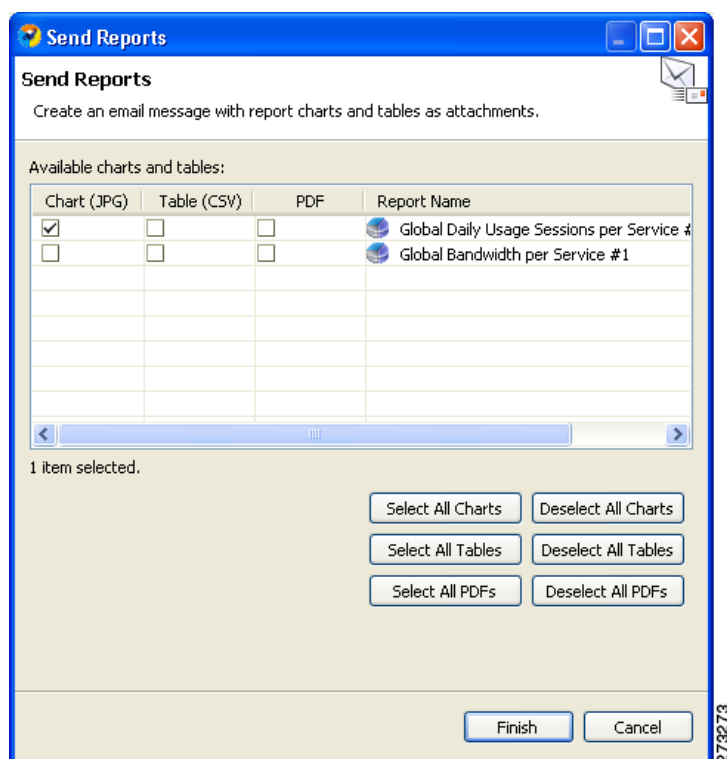 Send Reports
Send Reports
Create an email message with report charts and tables as attachments.
Available charts and tables:
Chart (JPG) Table (CSV) PDF Report Name
Global Daily Usage Sessions per Service #
Global Bandwidth per Service #1
1 item selected.
Select All Charts Deselect All Charts
Select All Tables Deselect All Tables
Select All PDFs Deselect All PDFs
Finish Cancel
273273